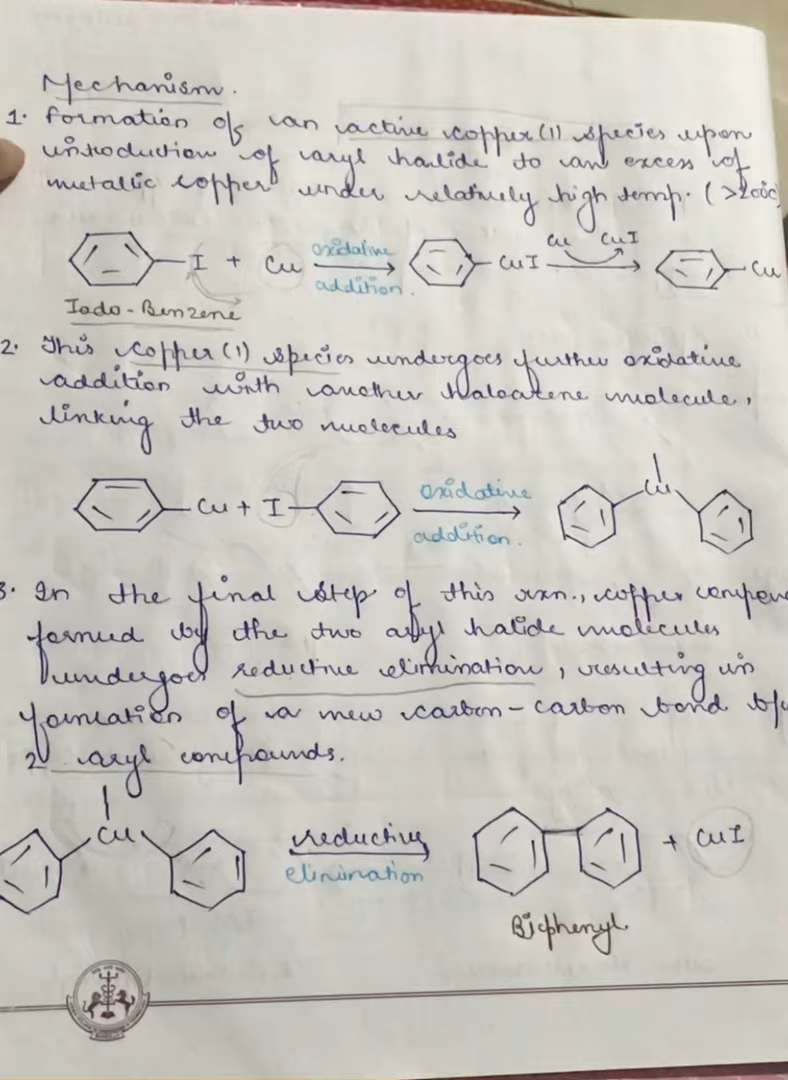 Mechanism.
1. Formation of an active copper (I) species upon
introduction of aryl halide to an excess of
metallic copper under relatively high temp. (>200c)
I + Cu oxidative addition. CuI Cu CuI Cu
Iodo-Benzene
2. This copper (I) species undergoes further oxidative
addition with another haloarene molecule,
linking the two molecules
Cu + I oxidative addition. Cu
3. In the final step of this rxn., copper
formed by the two aryl halide molecules
undergoes reductive elimination, resulting in
formation of a new carbon-carbon bond
2 aryl compounds.
Cu reductive elimination + CuI
Biphenyl